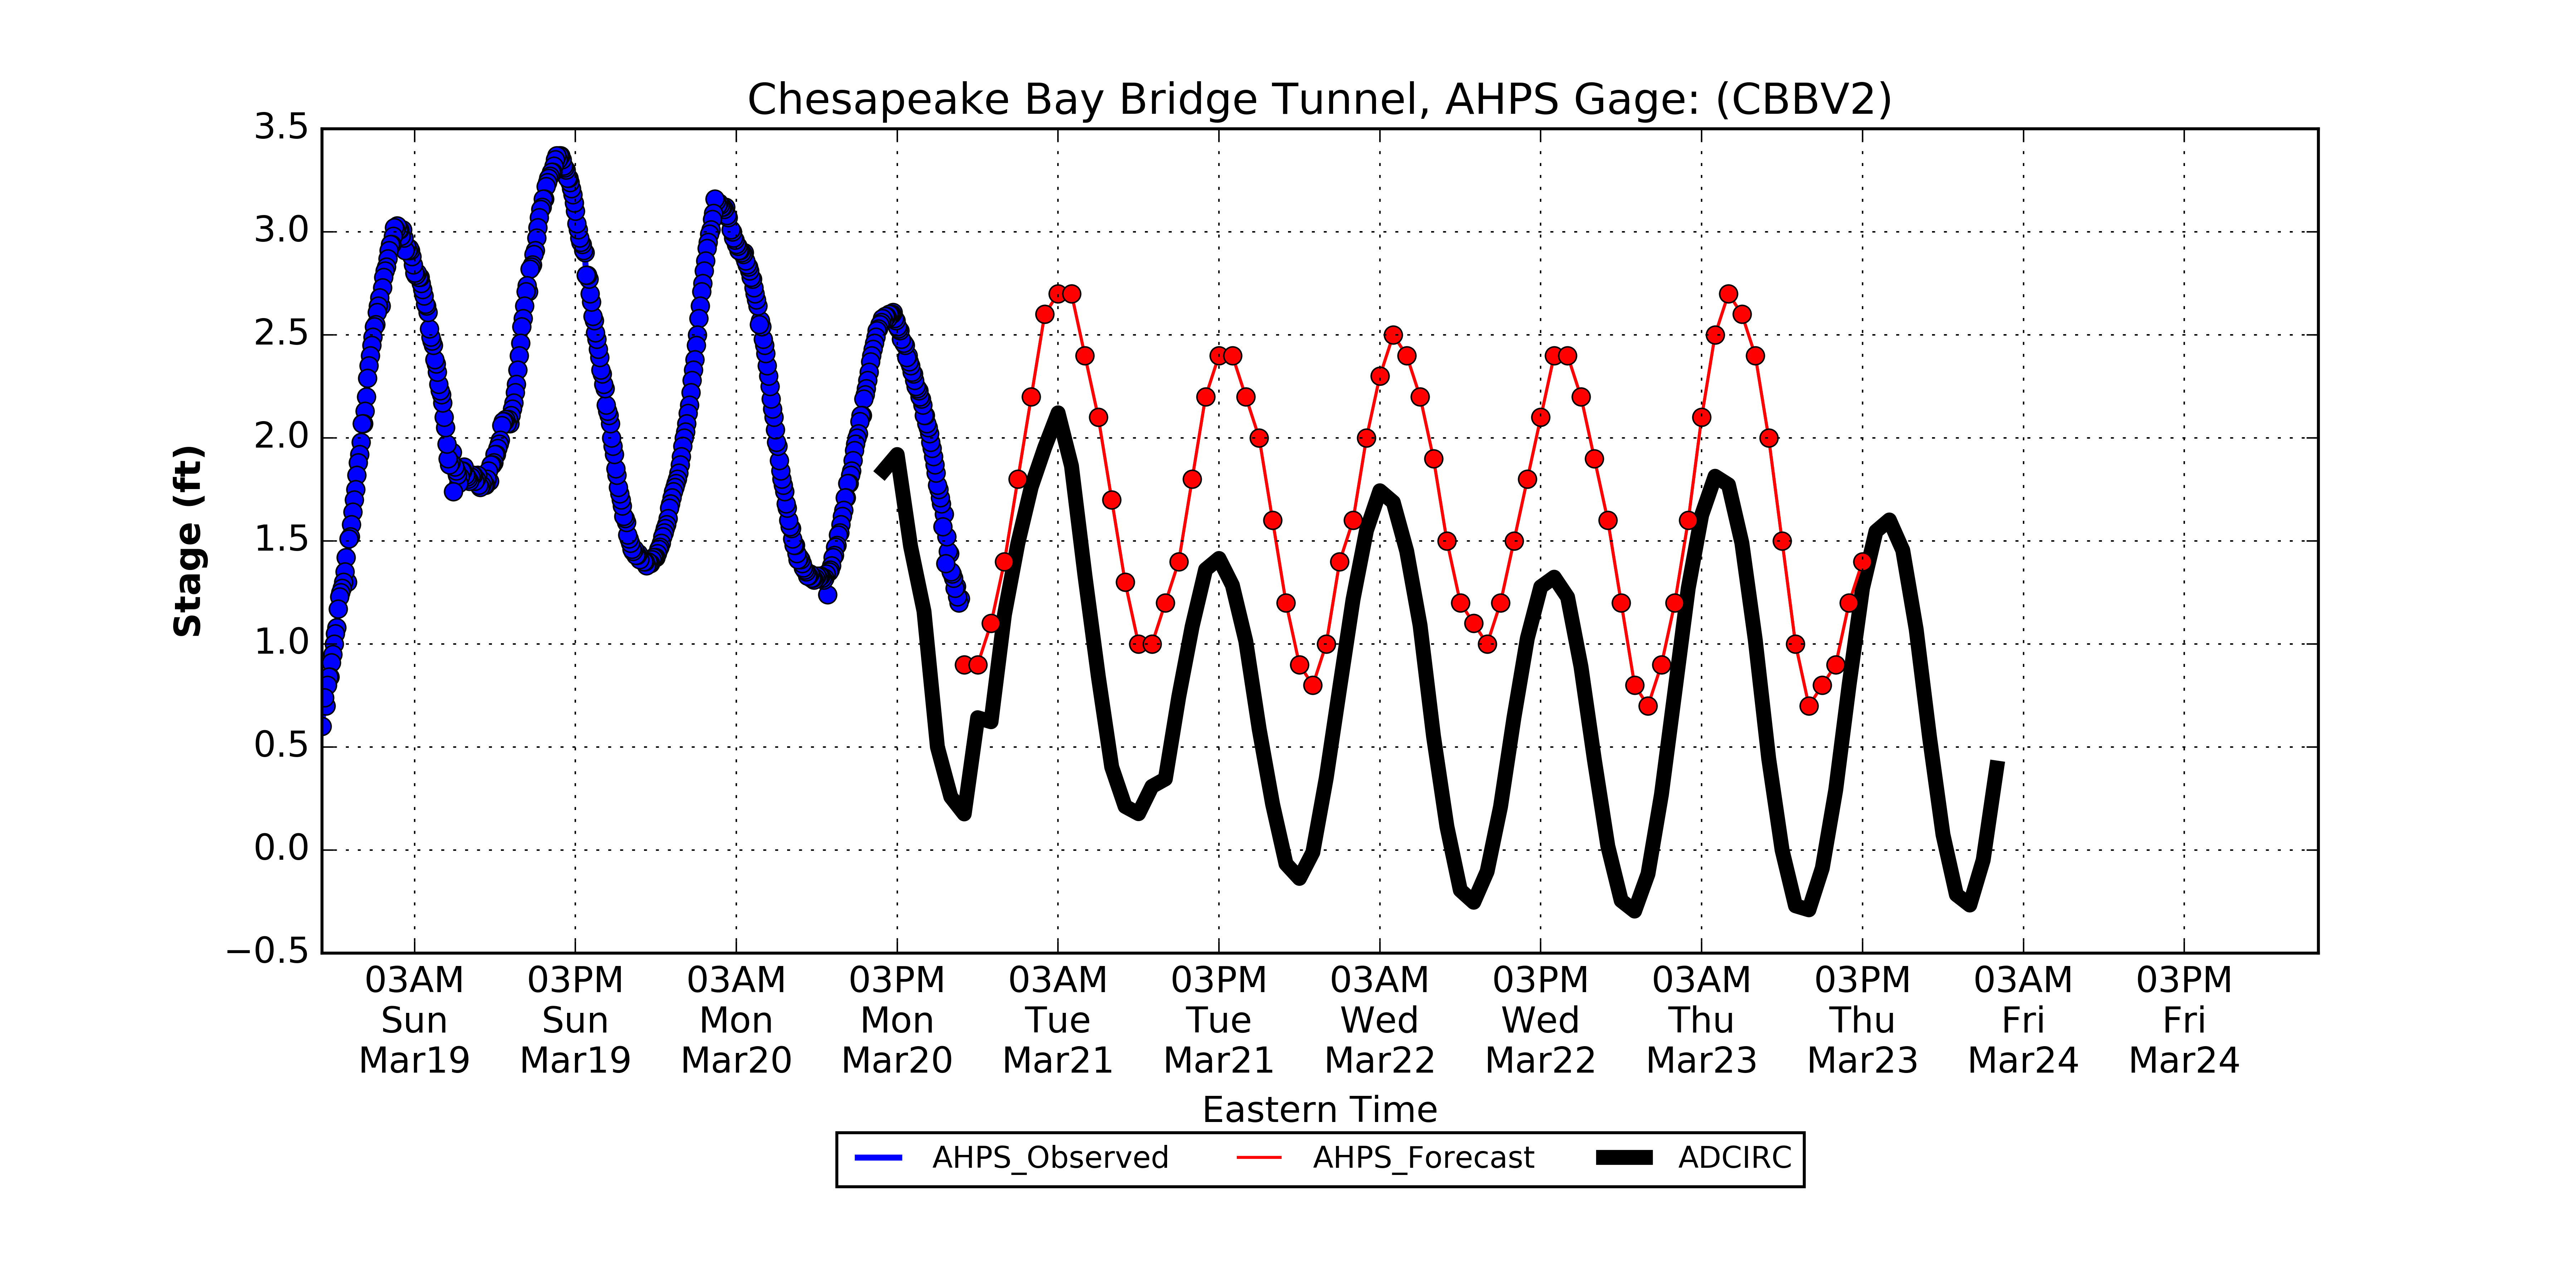 Chesapeake Bay Bridge Tunnel, AHPS Gage: (CBBV2)
3.5
3.0
2.5
2.0
1.5
1.0
0.5
0.0
−0.5
Stage (ft)
03AM 03PM 03AM 03PM 03AM 03PM 03AM 03PM 03AM 03PM 03AM 03PM
Sun Sun Mon Mon Tue Tue Wed Wed Thu Thu Fri Fri
Mar19 Mar19 Mar20 Mar20 Mar21 Mar21 Mar22 Mar22 Mar23 Mar23 Mar24 Mar24
Eastern Time
AHPS_Observed AHPS_Forecast ADCIRC